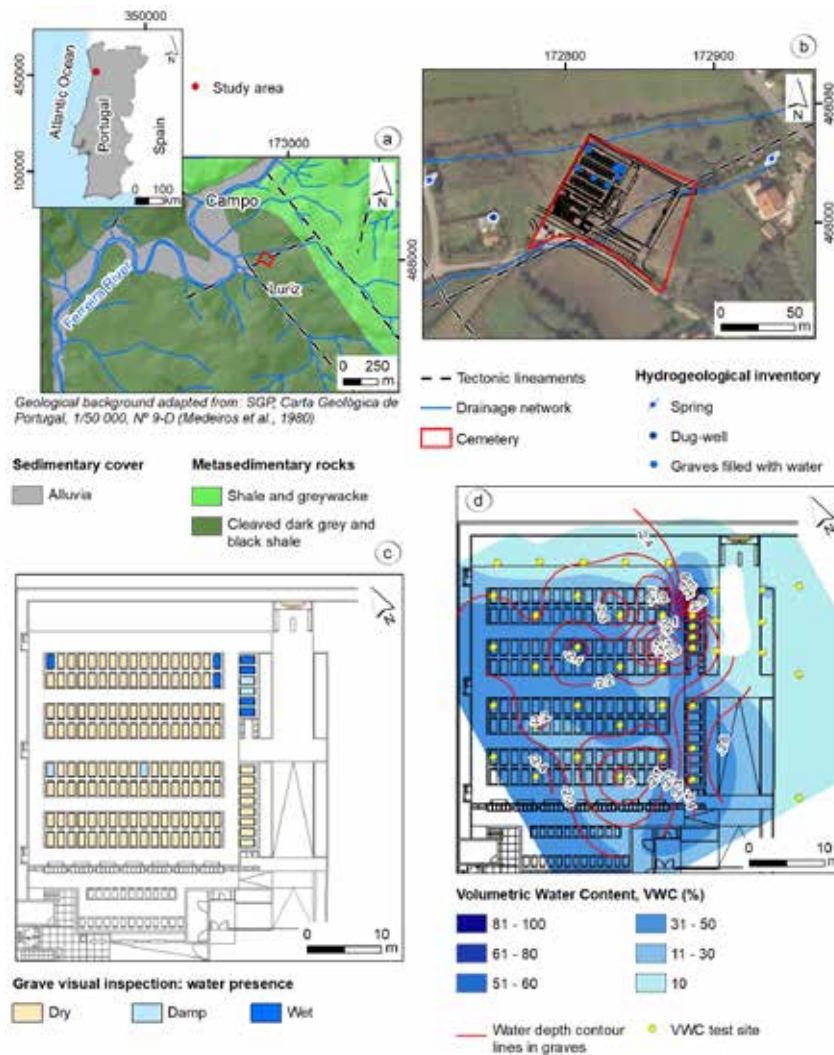 350000
450000
100000
Atlantic Ocean
Portugal
Spain
0 100
km
Study area
a
173000
468000
N
Campo
Luriz
Ferreira River
0 250
m
Geological background adapted from: SGP, Carta Geológica de
Portugal, 1/50 000, Nº 9-D (Medeiros et al., 1980)
Sedimentary cover
Alluvia
Metasedimentary rocks
Shale and greywacke
Cleaved dark grey and
black shale
b
172800
172900
468080
468000
N
0 50
m
Tectonic lineaments
Drainage network
Cemetery
Hydrogeological inventory
Spring
Dug-well
Graves filled with water
c
N
0 10
m
Grave visual inspection: water presence
Dry
Damp
Wet
d
N
0 10
m
Volumetric Water Content, VWC (%)
81 - 100
61 - 80
51 - 60
31 - 50
11 - 30
10
Water depth contour
lines in graves
VWC test site